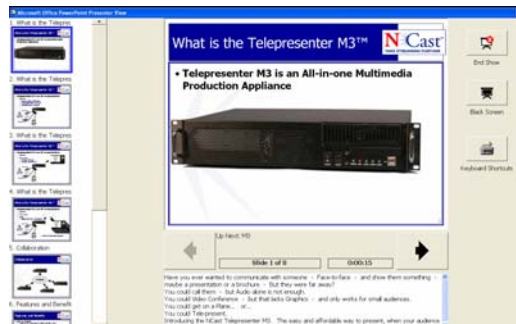 Microsoft Office PowerPoint Presenter View
1. What is the Telepres
2. What is the Telepres
3. What is the Telepres
4. What is the Telepres
5. Collaboration
6. Features and Benefit
What is the Telepresenter M3™
NCast
• Telepresenter M3 is an All-in-one Multimedia
Production Appliance
Up Next: M3
Slide 1 of 8
0:00:15
Have you ever wanted to communicate with someone - Face-to-face - and show them something -
maybe a presentation or a brochure - But they were far away?
You could call them - but Audio alone is not enough.
You could Video Conference - but that lacks Graphics - and only works for small audiences.
You could get on a Plane... or...
You could Tele-present.
Introducing the NCast Telepresenter M3. The easy and affordable way to present, when your audience
End Show
Black Screen
Keyboard Shortcuts